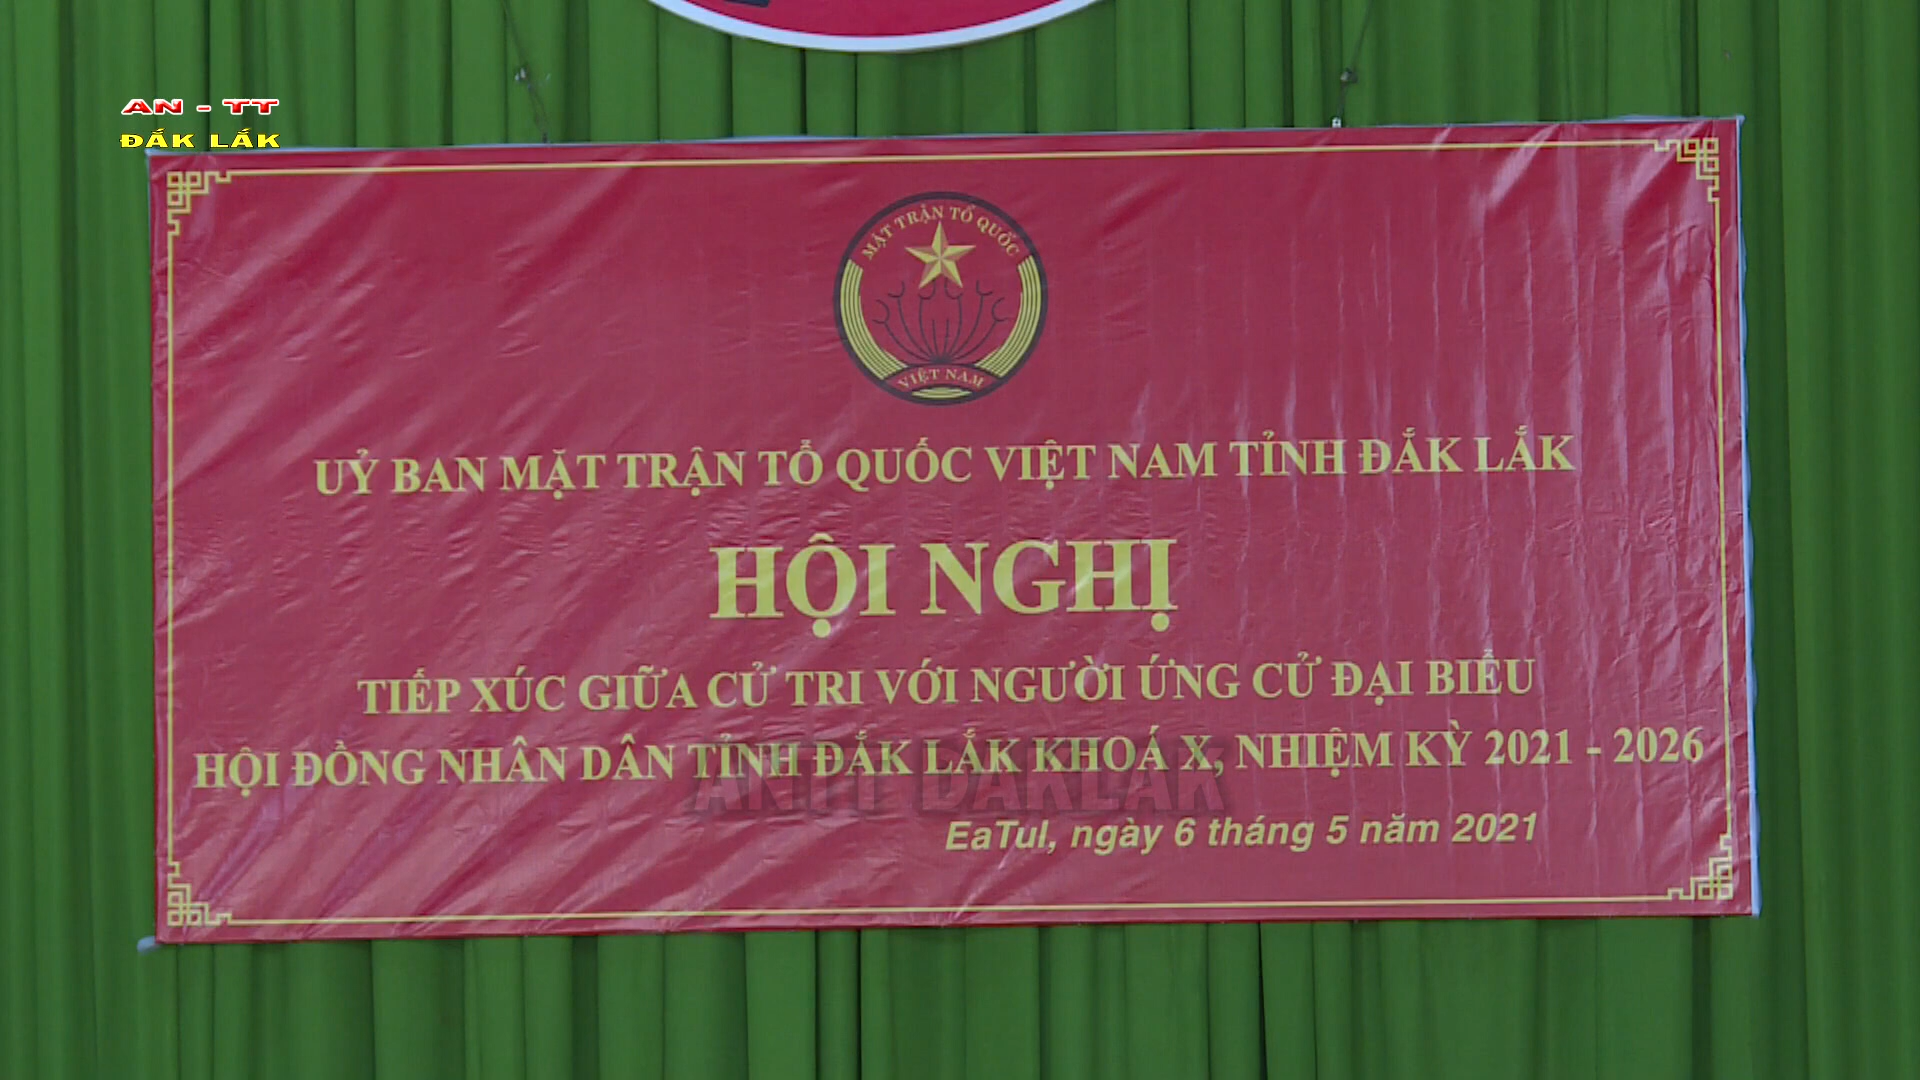 AN - TT
ĐẮK LẮK
MẶT TRẬN TỔ QUỐC
VIỆT NAM
UỶ BAN MẶT TRẬN TỔ QUỐC VIỆT NAM TỈNH ĐẮK LẮK
HỘI NGHỊ
TIẾP XÚC GIỮA CỬ TRI VỚI NGƯỜI ỨNG CỬ ĐẠI BIỂU
HỘI ĐỒNG NHÂN DÂN TỈNH ĐẮK LẮK KHOÁ X, NHIỆM KỲ 2021 - 2026
ANTT DAKLAK
EaTul, ngày 6 tháng 5 năm 2021